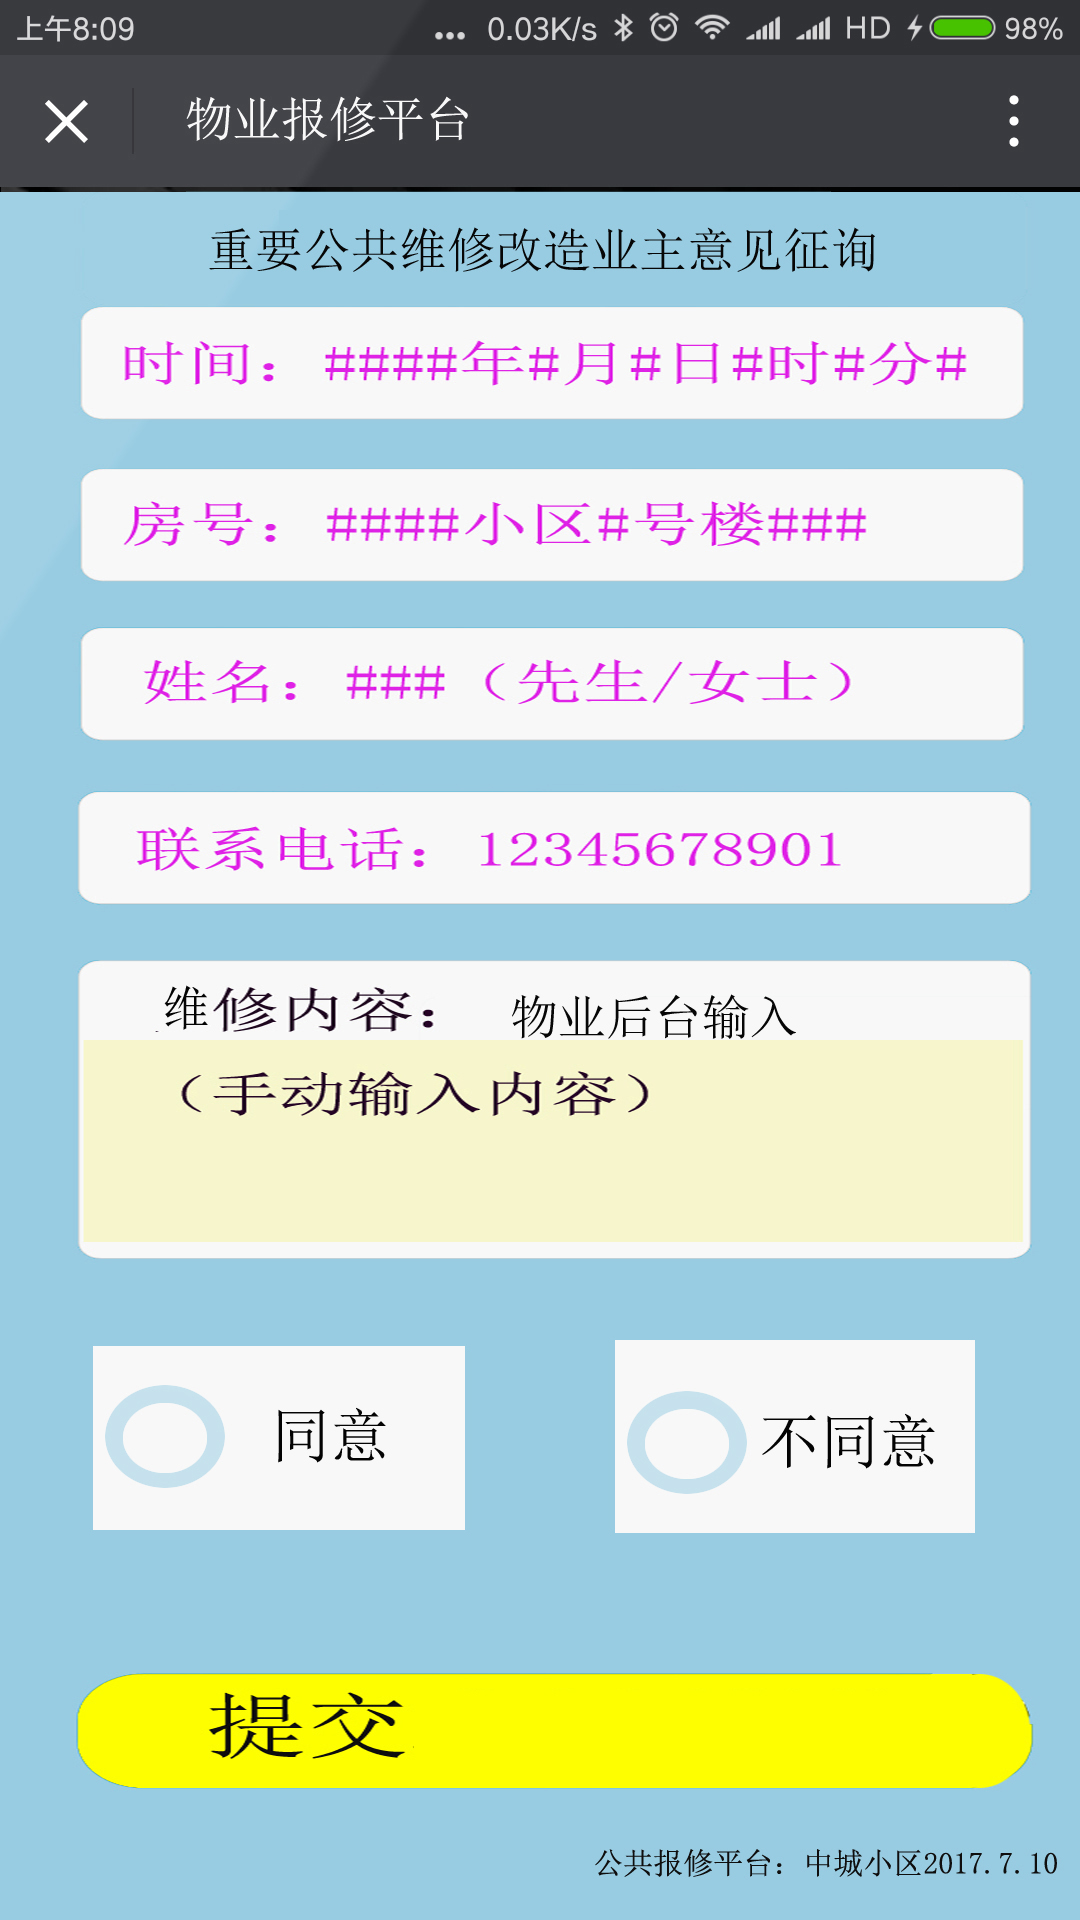 上午8:09 ... 0.03K/s HD 98%
物业报修平台
重要公共维修改造业主意见征询
时间：####年#月#日#时#分#
房号：####小区#号楼###
姓名：###（先生/女士）
联系电话：12345678901
维修内容： 物业后台输入
（手动输入内容）
同意 不同意
提交
公共报修平台：中城小区2017.7.10